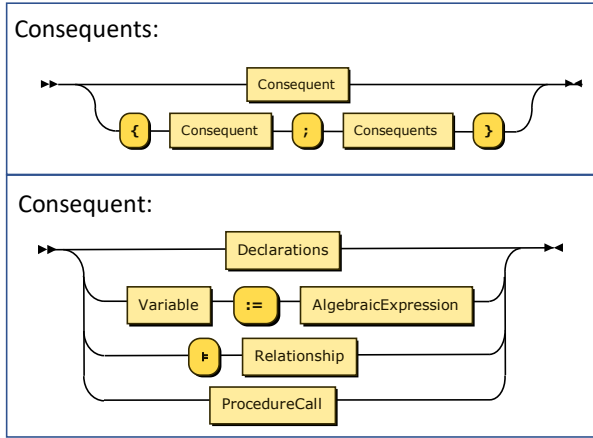 Consequents:
Consequent
{ Consequent ; Consequents }
Consequent:
Declarations
Variable := AlgebraicExpression
⊧ Relationship
ProcedureCall